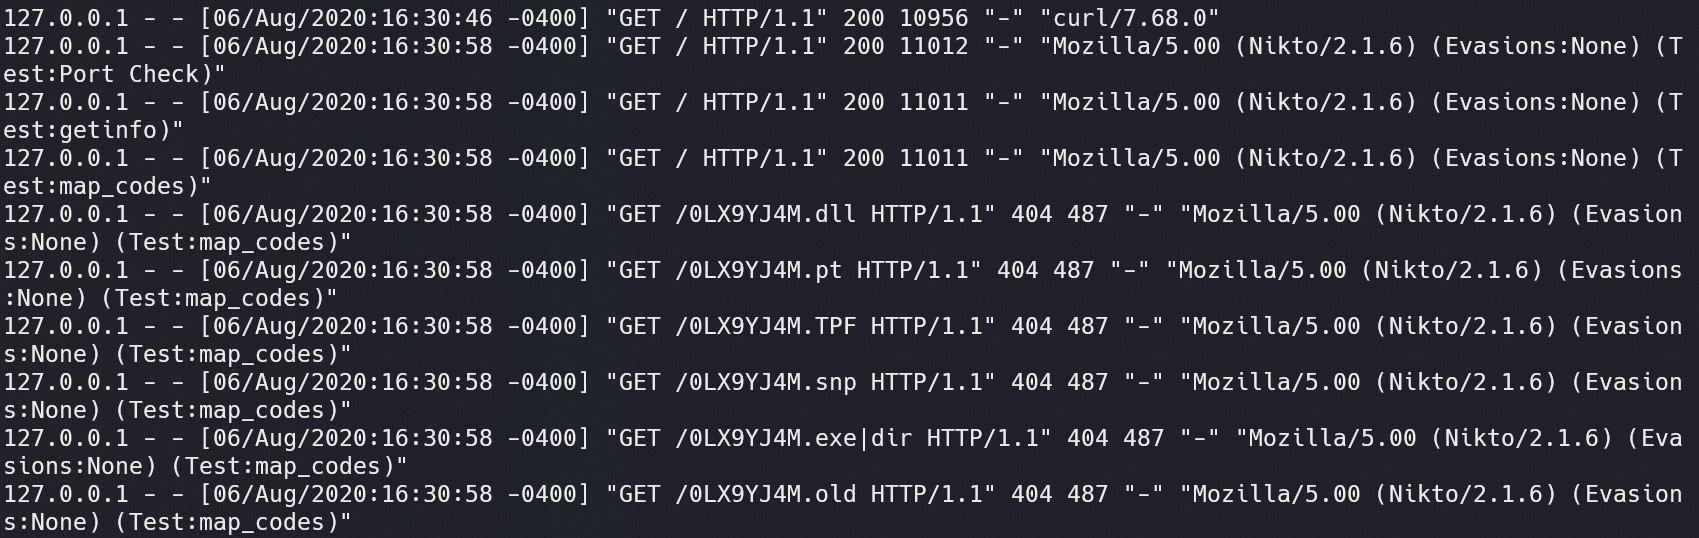 127.0.0.1 - - [06/Aug/2020:16:30:46 -0400] "GET / HTTP/1.1" 200 10956 "-" "curl/7.68.0"
127.0.0.1 - - [06/Aug/2020:16:30:58 -0400] "GET / HTTP/1.1" 200 11012 "-" "Mozilla/5.00 (Nikto/2.1.6) (Evasions:None) (T
est:Port Check)"
127.0.0.1 - - [06/Aug/2020:16:30:58 -0400] "GET / HTTP/1.1" 200 11011 "-" "Mozilla/5.00 (Nikto/2.1.6) (Evasions:None) (T
est:getinfo)"
127.0.0.1 - - [06/Aug/2020:16:30:58 -0400] "GET / HTTP/1.1" 200 11011 "-" "Mozilla/5.00 (Nikto/2.1.6) (Evasions:None) (T
est:map_codes)"
127.0.0.1 - - [06/Aug/2020:16:30:58 -0400] "GET /0LX9YJ4M.dll HTTP/1.1" 404 487 "-" "Mozilla/5.00 (Nikto/2.1.6) (Evasion
s:None) (Test:map_codes)"
127.0.0.1 - - [06/Aug/2020:16:30:58 -0400] "GET /0LX9YJ4M.pt HTTP/1.1" 404 487 "-" "Mozilla/5.00 (Nikto/2.1.6) (Evasions
:None) (Test:map_codes)"
127.0.0.1 - - [06/Aug/2020:16:30:58 -0400] "GET /0LX9YJ4M.TPF HTTP/1.1" 404 487 "-" "Mozilla/5.00 (Nikto/2.1.6) (Evasion
s:None) (Test:map_codes)"
127.0.0.1 - - [06/Aug/2020:16:30:58 -0400] "GET /0LX9YJ4M.snp HTTP/1.1" 404 487 "-" "Mozilla/5.00 (Nikto/2.1.6) (Evasion
s:None) (Test:map_codes)"
127.0.0.1 - - [06/Aug/2020:16:30:58 -0400] "GET /0LX9YJ4M.exe|dir HTTP/1.1" 404 487 "-" "Mozilla/5.00 (Nikto/2.1.6) (Eva
sions:None) (Test:map_codes)"
127.0.0.1 - - [06/Aug/2020:16:30:58 -0400] "GET /0LX9YJ4M.old HTTP/1.1" 404 487 "-" "Mozilla/5.00 (Nikto/2.1.6) (Evasion
s:None) (Test:map_codes)"